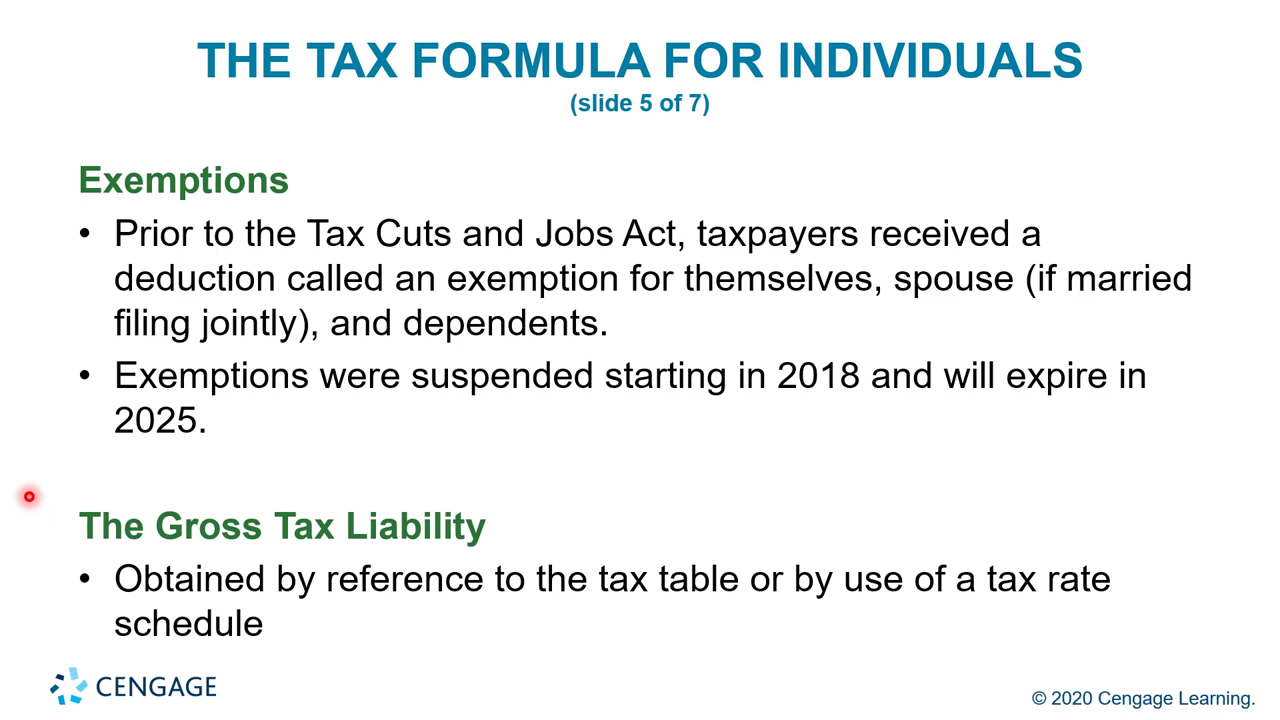 THE TAX FORMULA FOR INDIVIDUALS
(slide 5 of 7)
Exemptions
• Prior to the Tax Cuts and Jobs Act, taxpayers received a
deduction called an exemption for themselves, spouse (if married
filing jointly), and dependents.
• Exemptions were suspended starting in 2018 and will expire in
2025.
The Gross Tax Liability
• Obtained by reference to the tax table or by use of a tax rate
schedule
CENGAGE
© 2020 Cengage Learning.